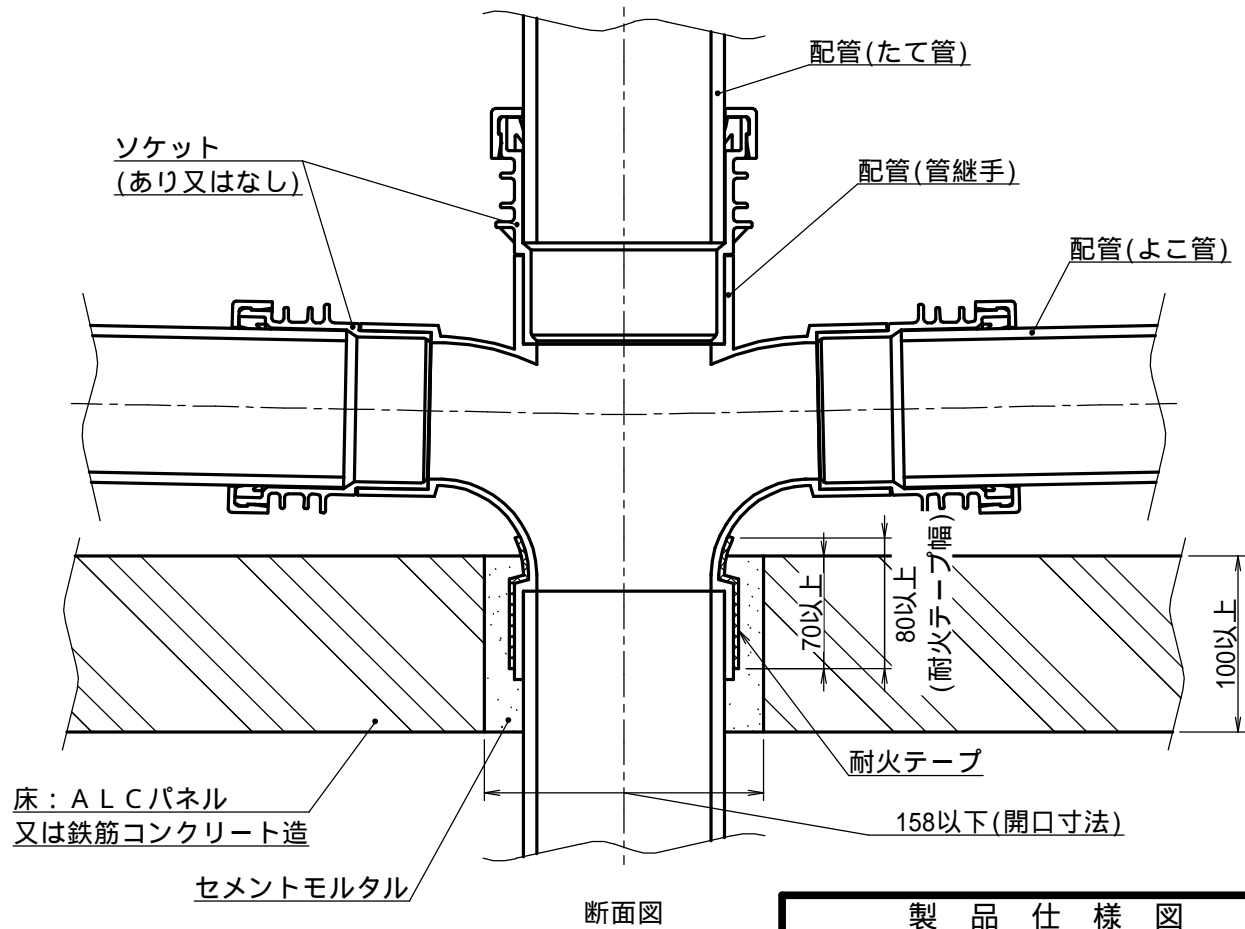 配管(たて管)
ソケット
(あり又はなし)
配管(管継手)
配管(よこ管)
70以上
80以上
(耐火テープ幅)
100以上
耐火テープ
床：ＡＬＣパネル
又は鉄筋コンクリート造
158以下(開口寸法)
セメントモルタル
断面図
製品仕様図